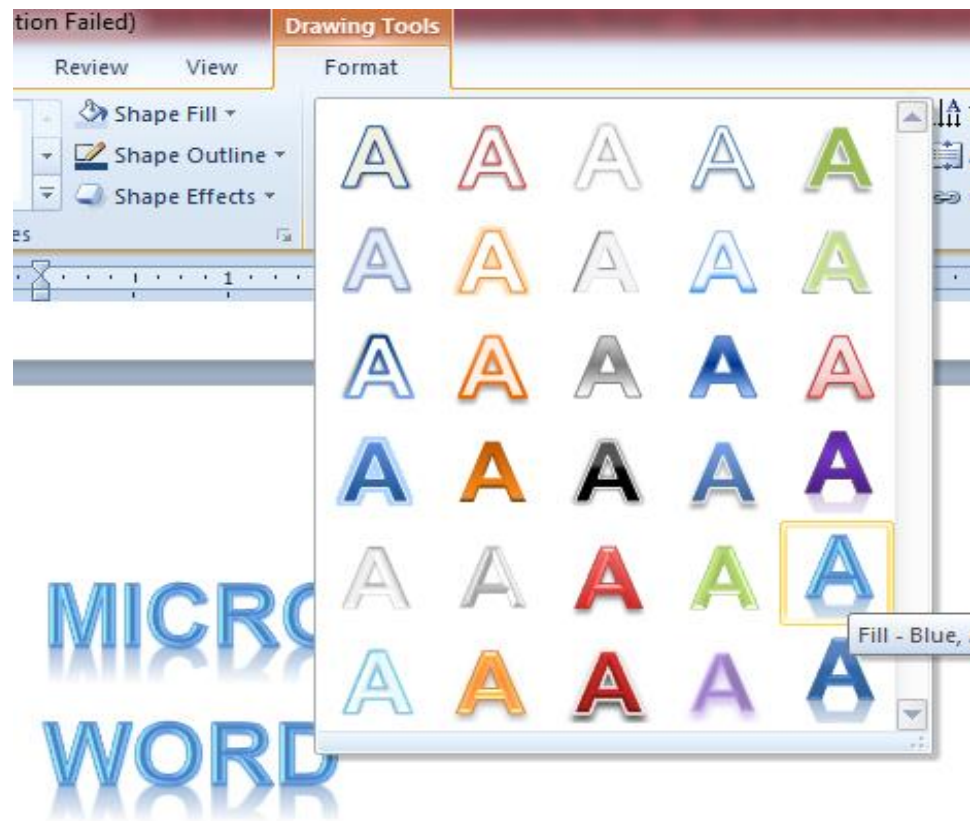 tion Failed)
Drawing Tools
Review View Format
Shape Fill
Shape Outline
Shape Effects
es
1
A A A A A
A A A A A
A A A A A
A A A A A
A A A A A
Fill - Blue,
A A A A A
MICRO
WORD